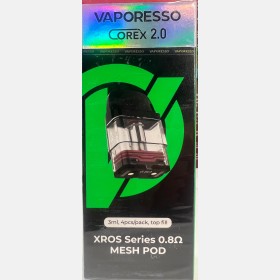 VAPORESSO
COREX 2.0
3ml, 4pcs/pack, top fill
XROS Series 0.8Ω
MESH POD